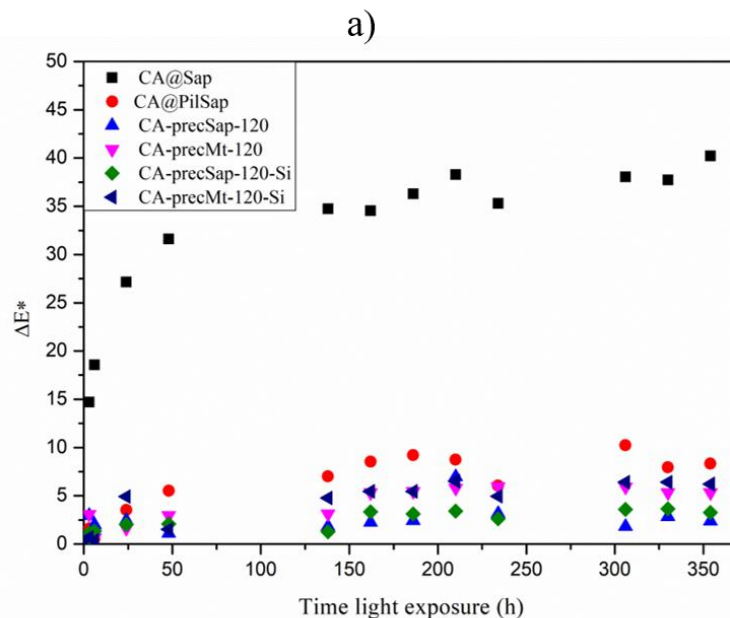 a)
50
45
40
35
30
25
20
15
10
5
0
ΔE*
CA@Sap
CA@PilSap
CA-precSap-120
CA-precMt-120
CA-precSap-120-Si
CA-precMt-120-Si
0 50 100 150 200 250 300 350
Time light exposure (h)